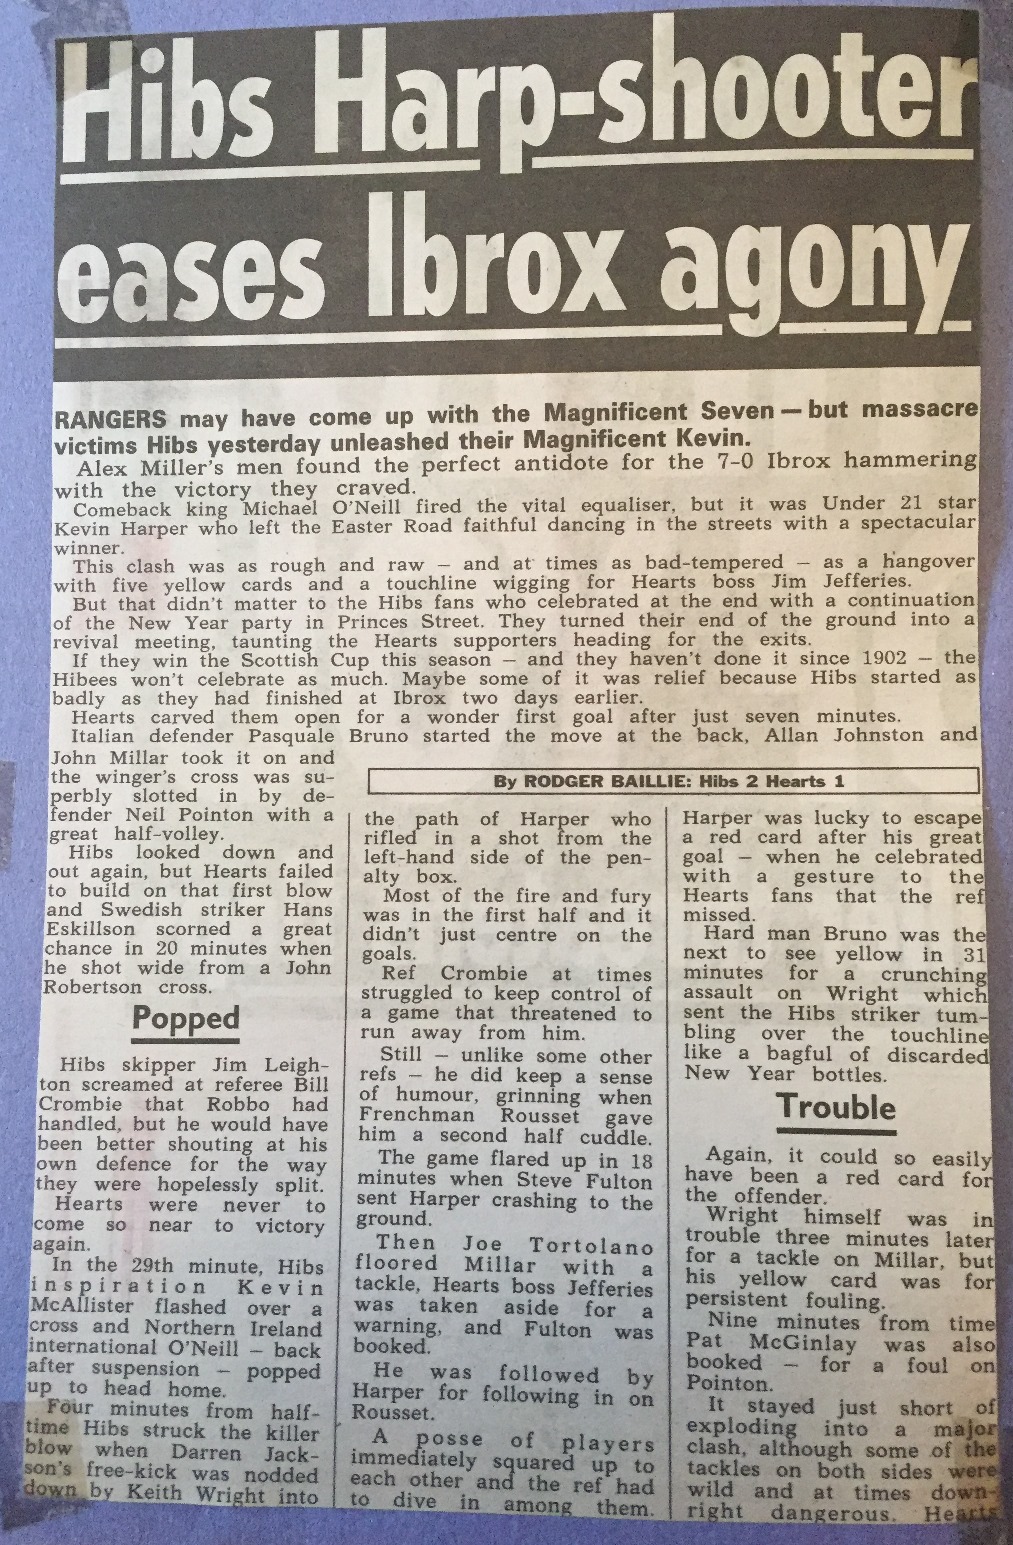 Hibs Harp-shooter
eases Ibrox agony
RANGERS may have come up with the Magnificent Seven — but massacre
victims Hibs yesterday unleashed their Magnificent Kevin.
Alex Miller's men found the perfect antidote for the 7-0 Ibrox hammering
with the victory they craved.
Comeback king Michael O'Neill fired the vital equaliser, but it was Under 21 star
Kevin Harper who left the Easter Road faithful dancing in the streets with a spectacular
winner.
This clash was as rough and raw – and at times as bad-tempered – as a hangover
with five yellow cards and a touchline wigging for Hearts boss Jim Jefferies.
But that didn't matter to the Hibs fans who celebrated at the end with a continuation
of the New Year party in Princes Street. They turned their end of the ground into a
revival meeting, taunting the Hearts supporters heading for the exits.
If they win the Scottish Cup this season – and they haven't done it since 1902 – the
Hibees won't celebrate as much. Maybe some of it was relief because Hibs started as
badly as they had finished at Ibrox two days earlier.
Hearts carved them open for a wonder first goal after just seven minutes.
Italian defender Pasquale Bruno started the move at the back, Allan Johnston and
John Millar took it on and
the winger's cross was su-
perbly slotted in by de-
fender Neil Pointon with a
great half-volley.
Hibs looked down and
out again, but Hearts failed
to build on that first blow
and Swedish striker Hans
Eskillson scorned a great
chance in 20 minutes when
he shot wide from a John
Robertson cross.
Popped
Hibs skipper Jim Leigh-
ton screamed at referee Bill
Crombie that Robbo had
handled, but he would have
been better shouting at his
own defence for the way
they were hopelessly split.
Hearts were never to
come so near to victory
again.
In the 29th minute, Hibs
inspiration Kevin
McAllister flashed over a
cross and Northern Ireland
international O'Neill – back
after suspension – popped
up to head home.
Four minutes from half-
time Hibs struck the killer
blow when Darren Jack-
son's free-kick was nodded
down by Keith Wright into
By RODGER BAILLIE: Hibs 2 Hearts 1
the path of Harper who
rifled in a shot from the
left-hand side of the pen-
alty box.
Most of the fire and fury
was in the first half and it
didn't just centre on the
goals.
Ref Crombie at times
struggled to keep control of
a game that threatened to
run away from him.
Still – unlike some other
refs – he did keep a sense
of humour, grinning when
Frenchman Rousset gave
him a second half cuddle.
The game flared up in 18
minutes when Steve Fulton
sent Harper crashing to the
ground.
Then Joe Tortolano
floored Millar with a
tackle, Hearts boss Jefferies
was taken aside for a
warning, and Fulton was
booked.
He was followed by
Harper for following in on
Rousset.
A posse of players
immediately squared up to
each other and the ref had
to dive in among them.
Harper was lucky to escape
a red card after his great
goal – when he celebrated
with a gesture to the
Hearts fans that the ref
missed.
Hard man Bruno was the
next to see yellow in 31
minutes for a crunching
assault on Wright which
sent the Hibs striker tum-
bling over the touchline
like a bagful of discarded
New Year bottles.
Trouble
Again, it could so easily
have been a red card for
the offender.
Wright himself was in
trouble three minutes later
for a tackle on Millar, but
his yellow card was for
persistent fouling.
Nine minutes from time
Pat McGinlay was also
booked – for a foul on
Pointon.
It stayed just short of
exploding into a major
clash, although some of the
tackles on both sides were
wild and at times down-
right dangerous. Hearts